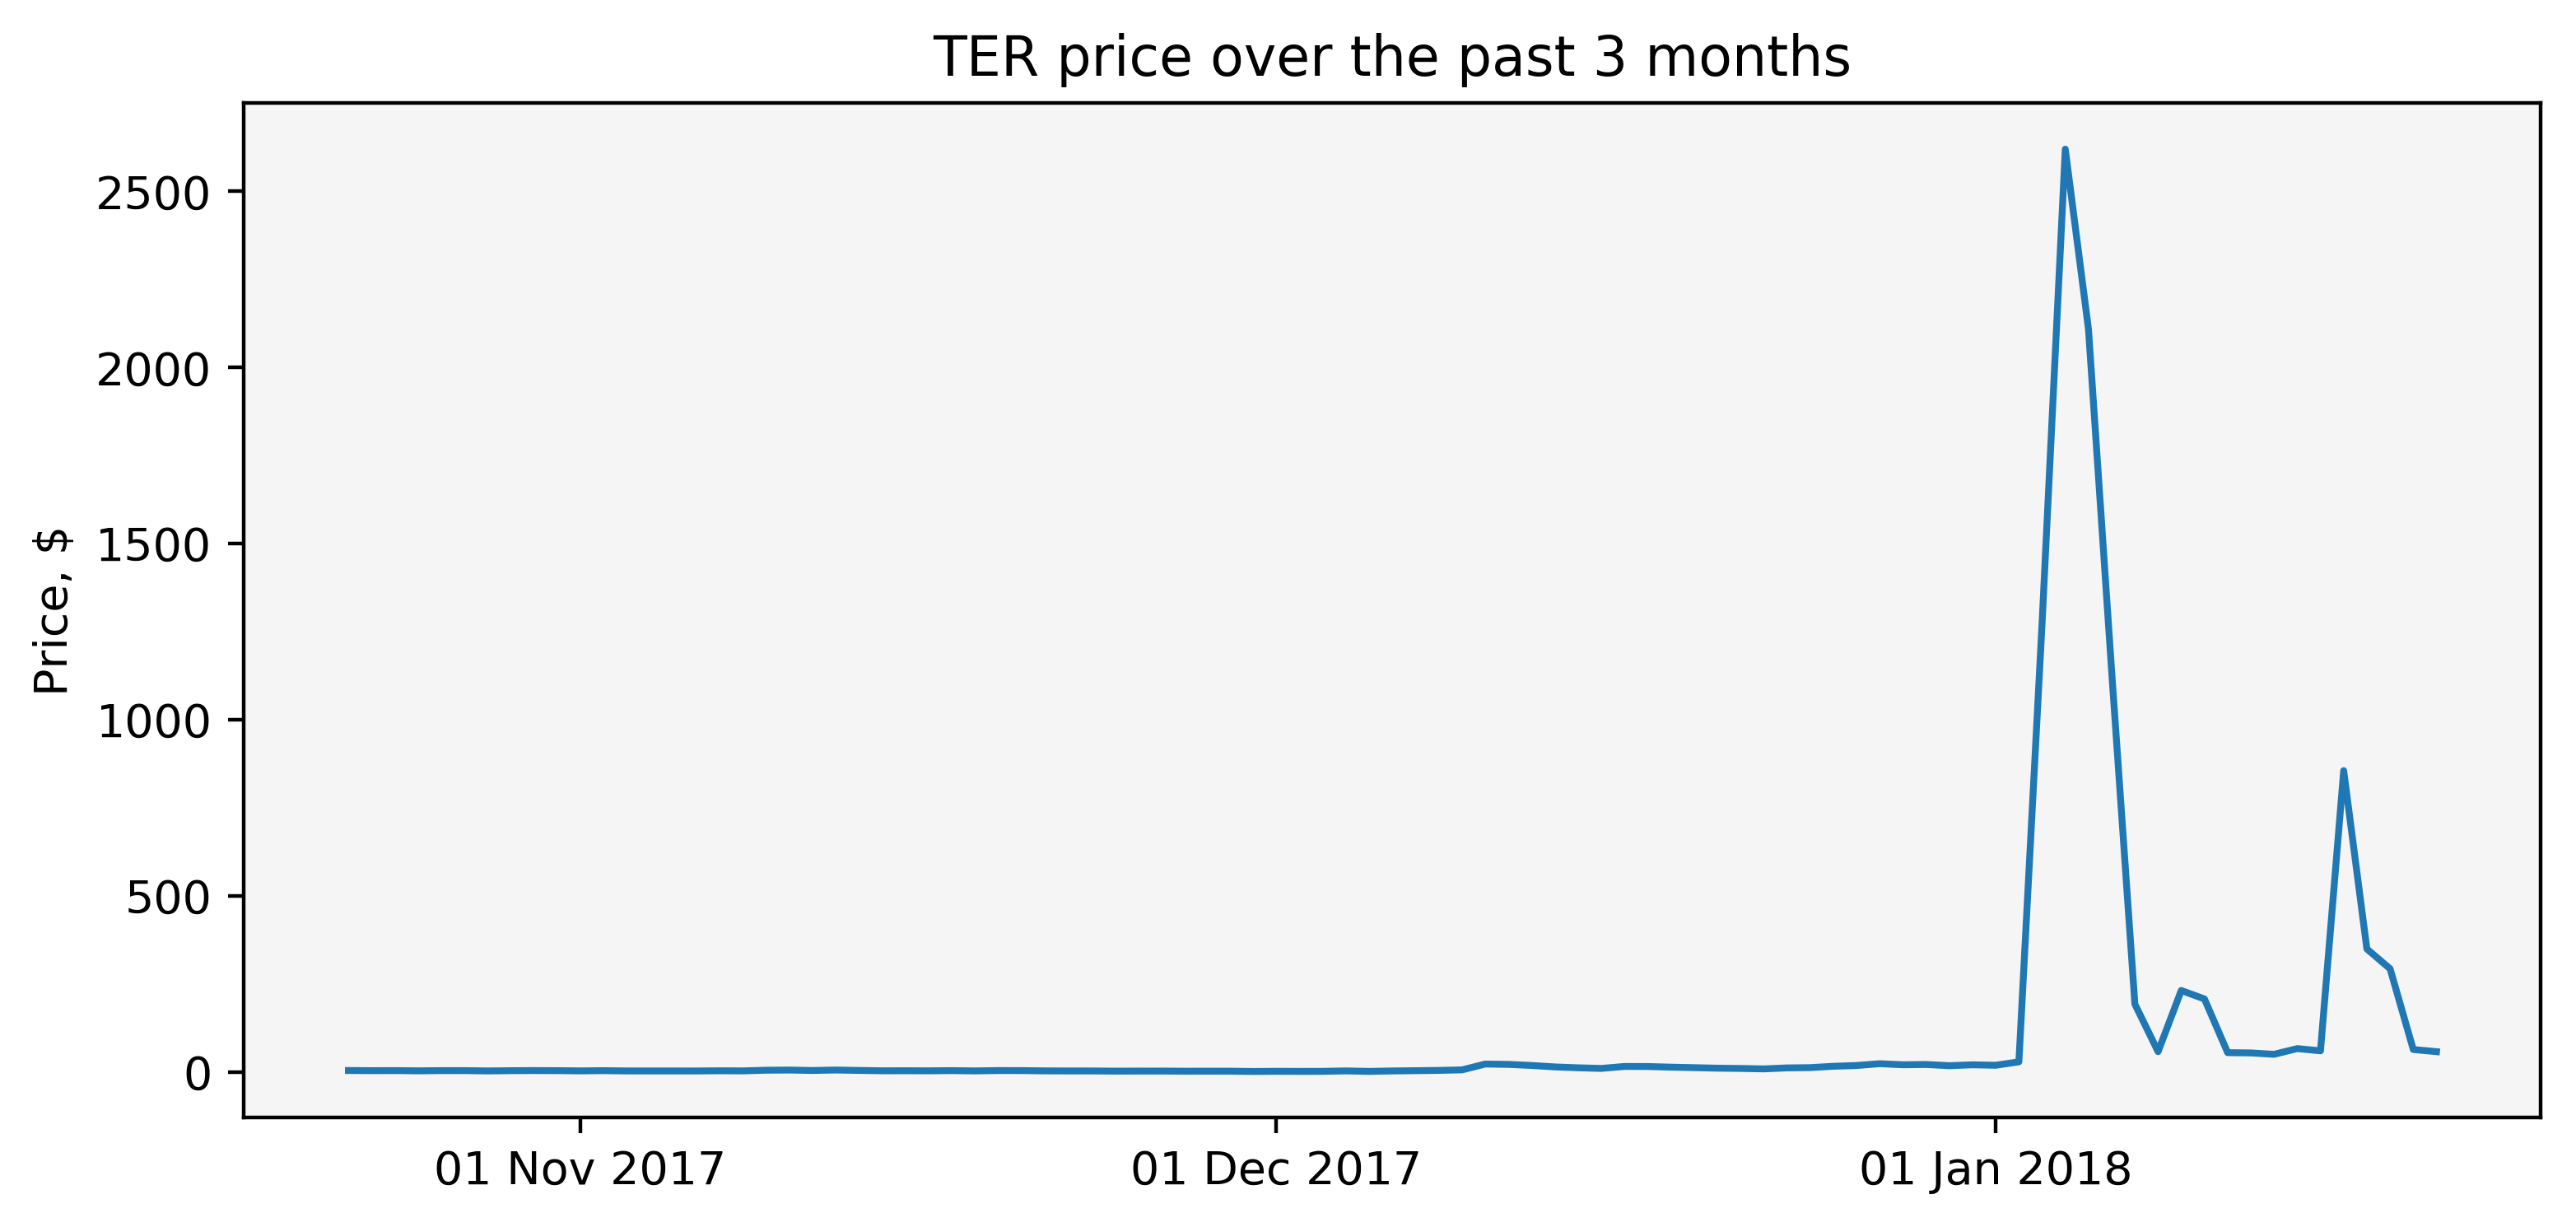 TER price over the past 3 months
Price, $
2500
2000
1500
1000
500
0
01 Nov 2017
01 Dec 2017
01 Jan 2018